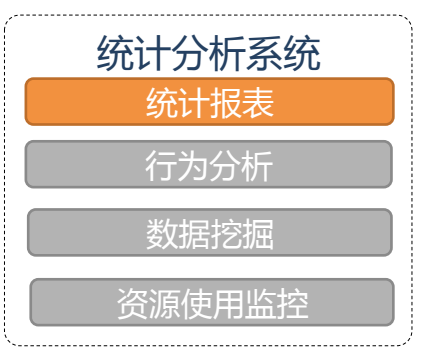 统计分析系统
统计报表
行为分析
数据挖掘
资源使用监控